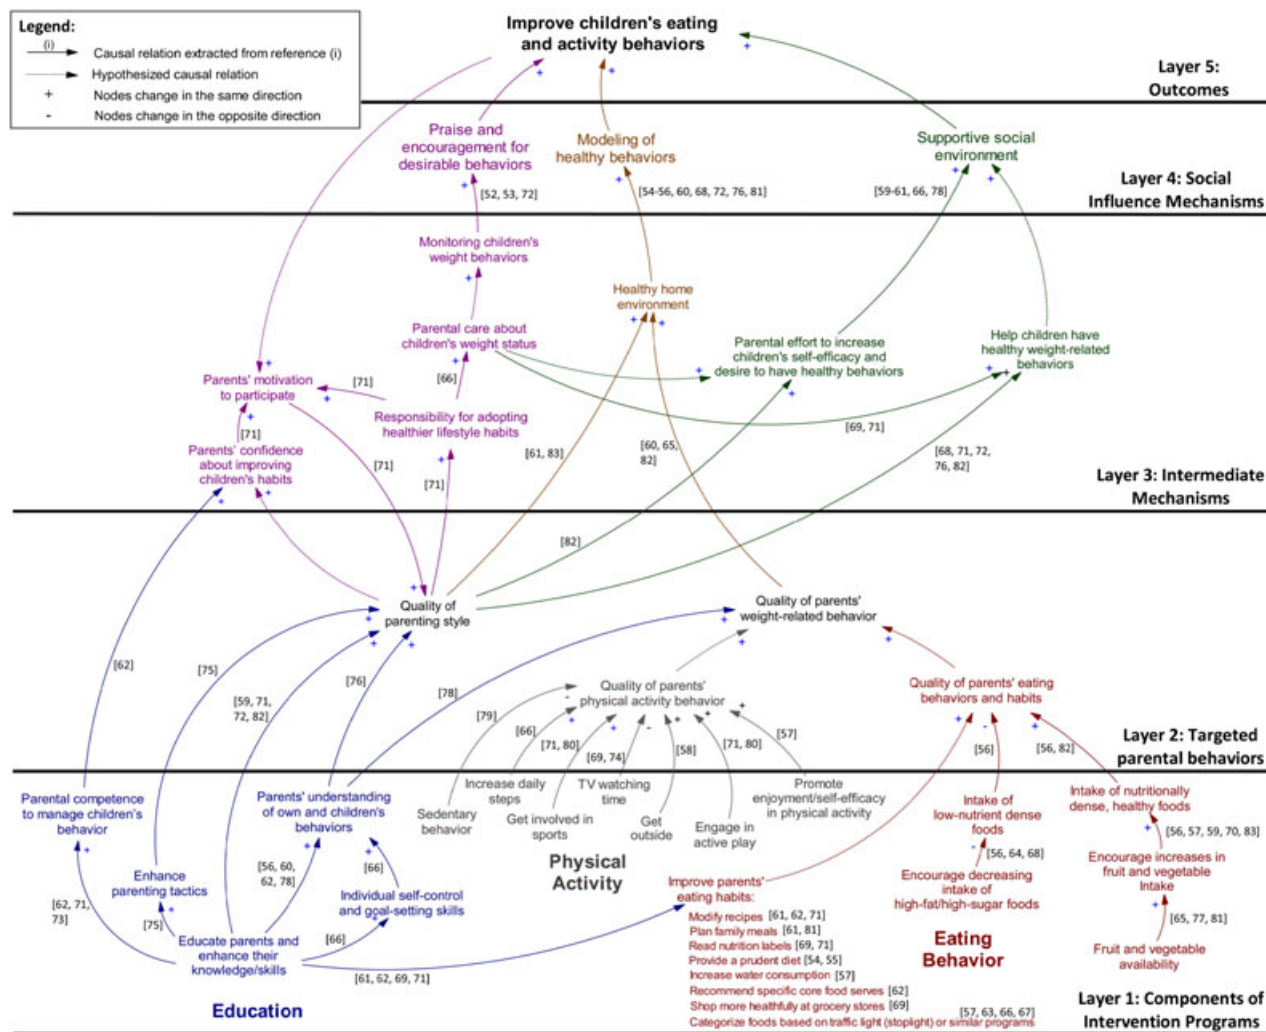 Legend:
(i)
Causal relation extracted from reference (i)
Hypothesized causal relation
+ Nodes change in the same direction
- Nodes change in the opposite direction
Improve children's eating
and activity behaviors
Layer 5:
Outcomes
Praise and
encouragement for
desirable behaviors
Modeling of
healthy behaviors
Supportive social
environment
[52, 53, 72]
[54-56, 60, 68, 72, 76, 81]
[59-61, 66, 78]
Layer 4: Social
Influence Mechanisms
Monitoring children's
weight behaviors
Healthy home
environment
Parental care about
children's weight status
Parental effort to increase
children's self-efficacy and
desire to have healthy behaviors
Help children have
healthy weight-related
behaviors
Parents' motivation
to participate
[71]
[66]
Responsibility for adopting
healthier lifestyle habits
[69, 71]
[71]
Parents' confidence
about improving
children's habits
[71]
[71]
[61, 83]
[60, 65,
82]
[68, 71, 72,
76, 82]
Layer 3: Intermediate
Mechanisms
[82]
Quality of
parenting style
Quality of parents'
weight-related behavior
[62]
[75]
[59, 71,
72, 82]
[76]
[78]
Quality of parents'
physical activity behavior
Quality of parents' eating
behaviors and habits
[79]
[66]
[71, 80]
[69, 74]
[58]
[71, 80]
[57]
[56]
[56, 82]
Layer 2: Targeted
parental behaviors
Parental competence
to manage children's
behavior
Parents' understanding
of own and children's
behaviors
Sedentary
behavior
Increase daily
steps
Get involved in
sports
TV watching
time
Get
outside
Engage in
active play
Promote
enjoyment/self-efficacy
in physical activity
Intake of
low-nutrient dense
foods
Intake of nutritionally
dense, healthy foods
[56, 64, 68]
[56, 57, 59, 70, 83]
Physical
Activity
Enhance
parenting tactics
[56, 60,
62, 78]
[66]
Individual self-control
and goal-setting skills
Improve parents'
eating habits:
Encourage decreasing
intake of
high-fat/high-sugar foods
Encourage increases in
fruit and vegetable
Intake
[62, 71,
73]
[75]
[66]
[65, 77, 81]
Educate parents and
enhance their
knowledge/skills
[61, 62, 69, 71]
Modify recipes [61, 62, 71]
Plan family meals [61, 81]
Read nutrition labels [69, 71]
Provide a prudent diet [54, 55]
Increase water consumption [57]
Recommend specific core food serves [62]
Shop more healthfully at grocery stores [69]
Categorize foods based on traffic light (stoplight) or similar programs
[57, 63, 66, 67]
Eating
Behavior
Fruit and vegetable
availability
Education
Layer 1: Components of
Intervention Programs